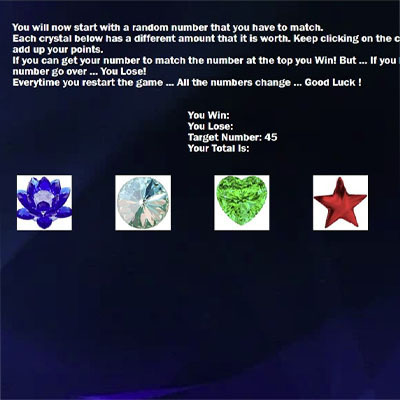 You will now start with a random number that you have to match.
Each crystal below has a different amount that it is worth. Keep clicking on the c
add up your points.
If you can get your number to match the number at the top you Win! But ... If you
number go over ... You Lose!
Everytime you restart the game ... All the numbers change ... Good Luck !
You Win:
You Lose:
Target Number: 45
Your Total Is: